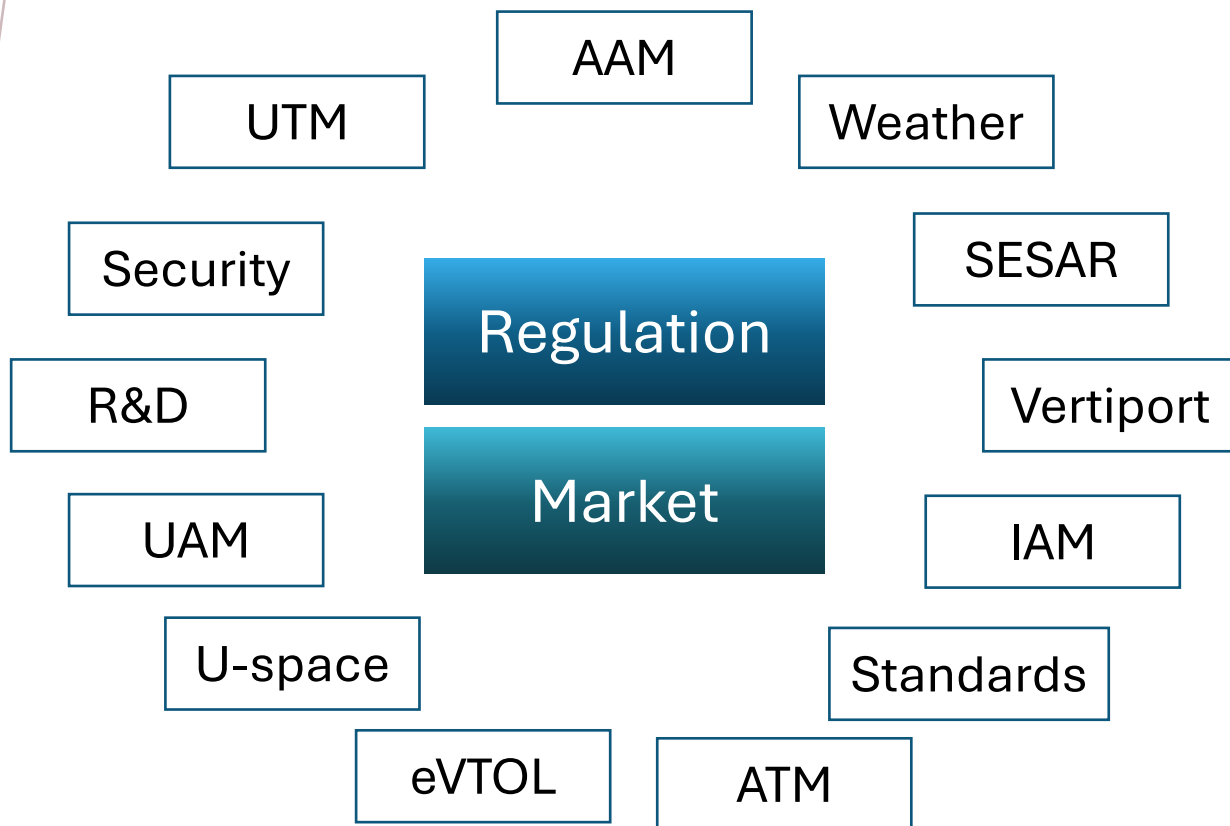 AAM
UTM
Weather
Security
SESAR
Regulation
R&D
Vertiport
Market
UAM
IAM
U-space
Standards
eVTOL
ATM